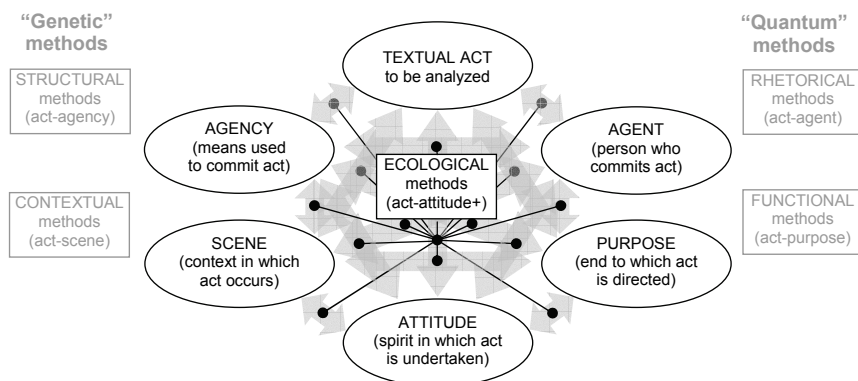 “Genetic”
methods
“Quantum”
methods
TEXTUAL ACT
to be analyzed
STRUCTURAL
methods
(act-agency)
RHETORICAL
methods
(act-agent)
AGENCY
(means used
to commit act)
AGENT
(person who
commits act)
ECOLOGICAL
methods
(act-attitude+)
CONTEXTUAL
methods
(act-scene)
FUNCTIONAL
methods
(act-purpose)
SCENE
(context in which
act occurs)
PURPOSE
(end to which act
is directed)
ATTITUDE
(spirit in which act
is undertaken)